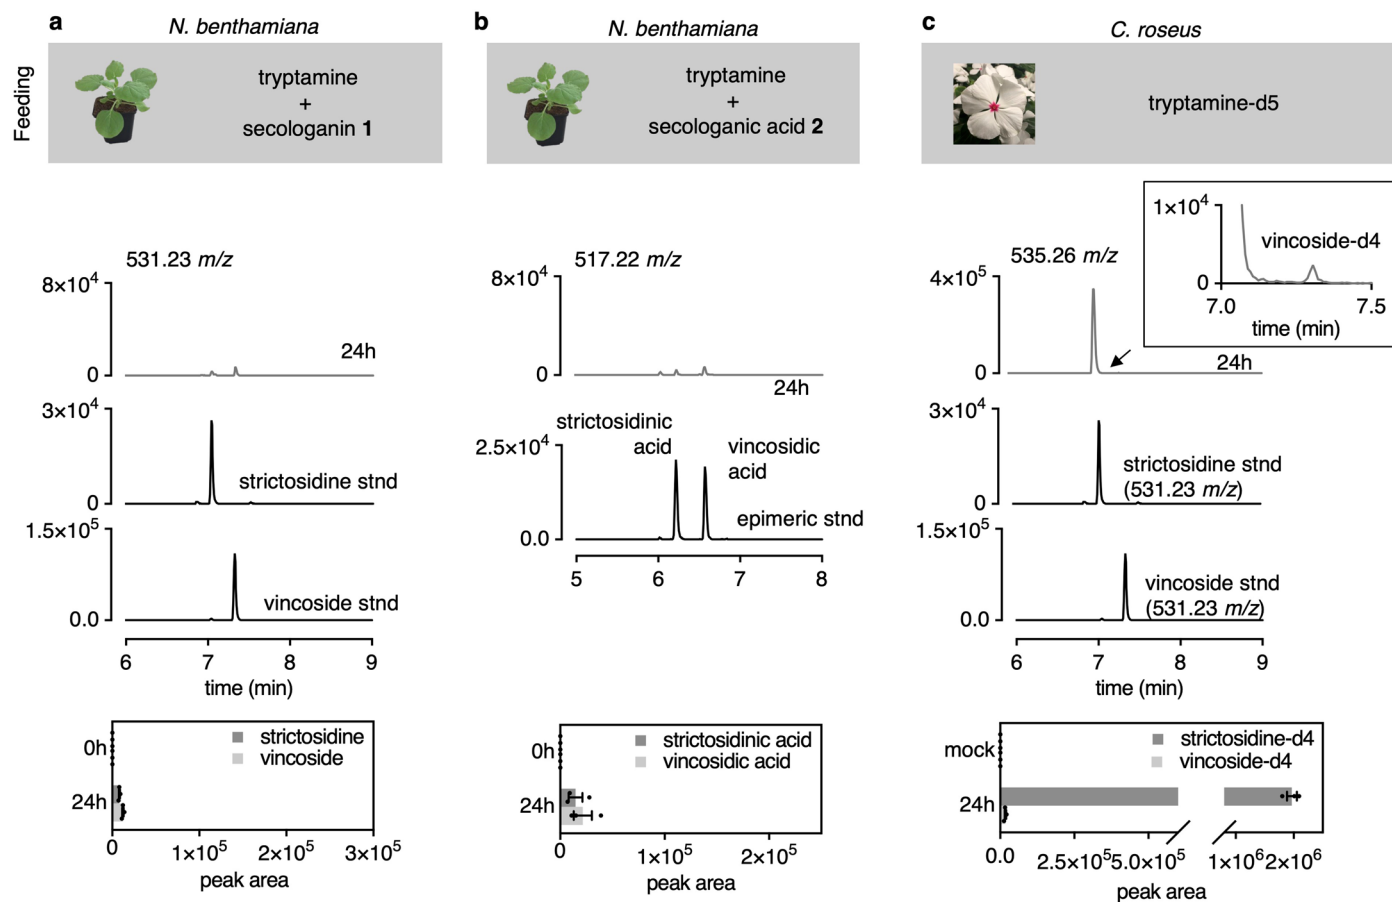 a
N. benthamiana
Feeding
tryptamine
+
secologanin 1
531.23 m/z
8×10⁴
0
24h
3×10⁴
0
strictosidine stnd
1.5×10⁵
0.0
vincoside stnd
6 7 8 9
time (min)
0h
24h
strictosidine
vincoside
0 1×10⁵ 2×10⁵ 3×10⁵
peak area
b
N. benthamiana
tryptamine
+
secologanic acid 2
517.22 m/z
8×10⁴
0
24h
strictosidinic
acid
vincosidic
acid
2.5×10⁴
0.0
epimeric stnd
5 6 7 8
0h
24h
strictosidinic acid
vincosidic acid
0 1×10⁵ 2×10⁵
peak area
c
C. roseus
tryptamine-d5
1×10⁴
vincoside-d4
0
7.0 7.5
time (min)
535.26 m/z
4×10⁵
0
24h
3×10⁴
0
strictosidine stnd
(531.23 m/z)
1.5×10⁵
0.0
vincoside stnd
(531.23 m/z)
6 7 8 9
time (min)
mock
24h
strictosidine-d4
vincoside-d4
0.0 2.5×10⁵ 5.0×10⁵ 1×10⁶ 2×10⁶
peak area